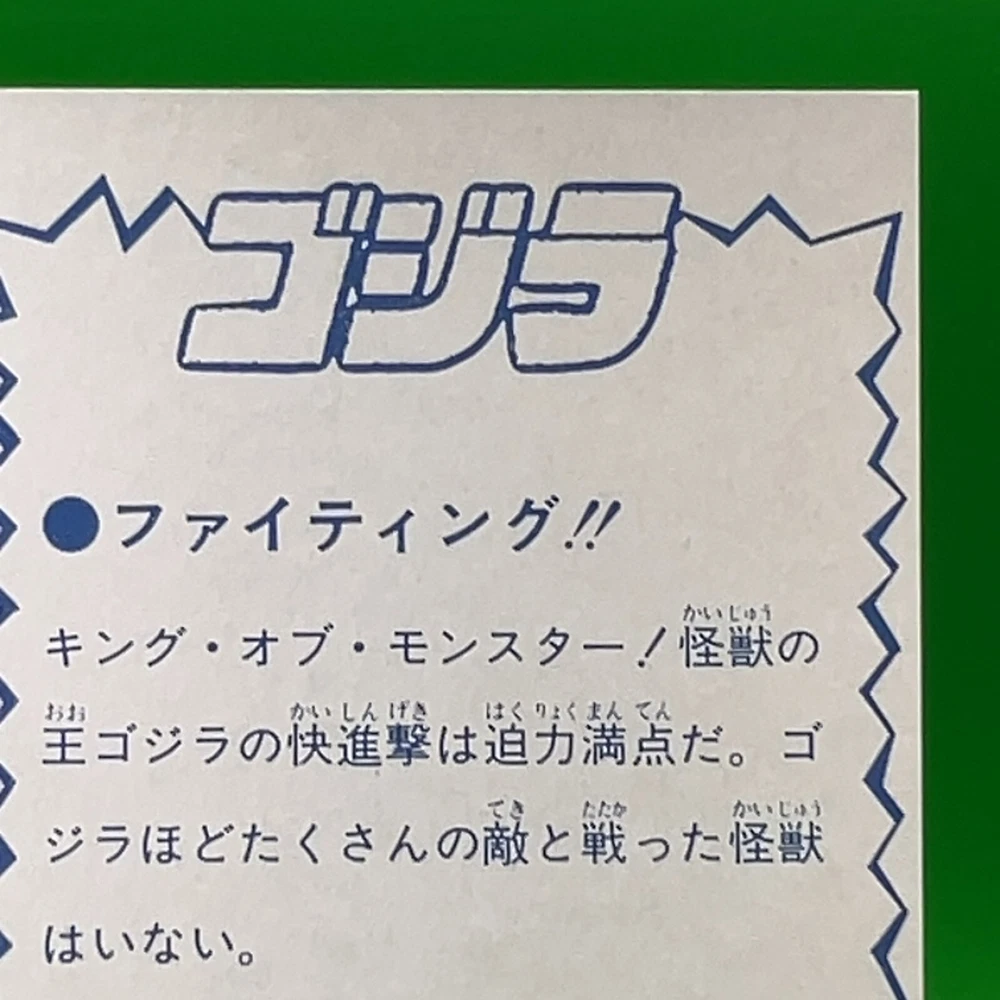 ゴジラ
●ファイティング!!
キング・オブ・モンスター!怪獣の
王ゴジラの快進撃は迫力満点だ。ゴ
ジラほどたくさんの敵と戦った怪獣
はいない。